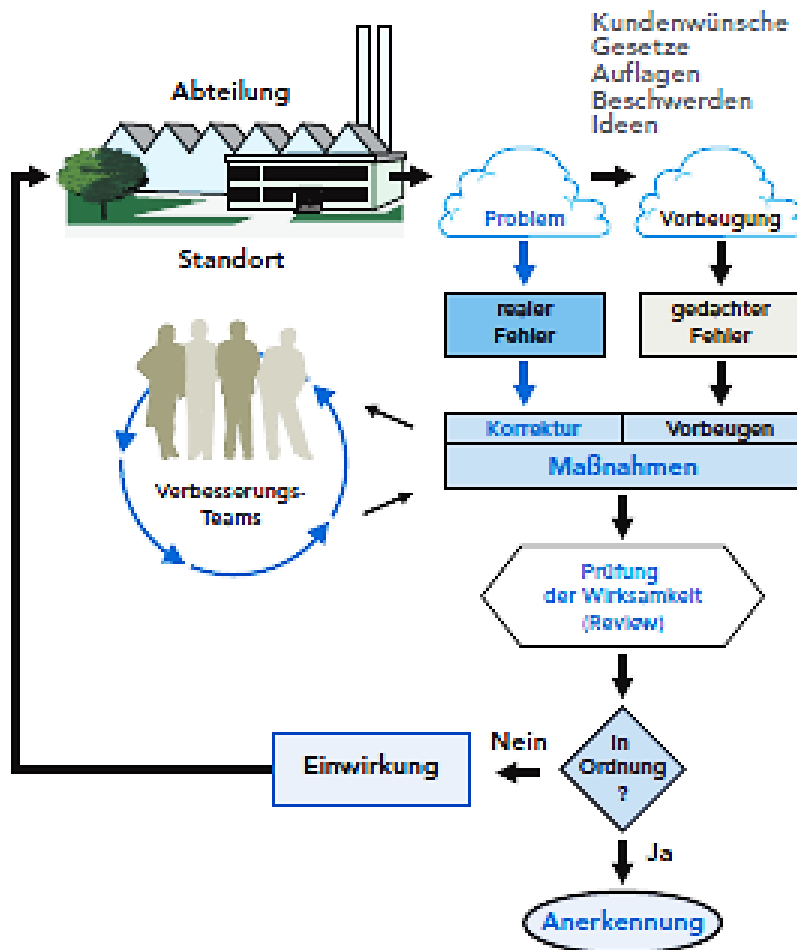 Kundenwünsche
Gesetze
Auflagen
Beschwerden
Ideen
Abteilung
Standort
Problem
Vorbeugung
realer
Fehler
gedachter
Fehler
Korrektur
Vorbeugen
Maßnahmen
Verbesserungs-
Teams
Prüfung
der Wirksamkeit
(Review)
In
Ordnung
?
Nein
Einwirkung
Ja
Anerkennung